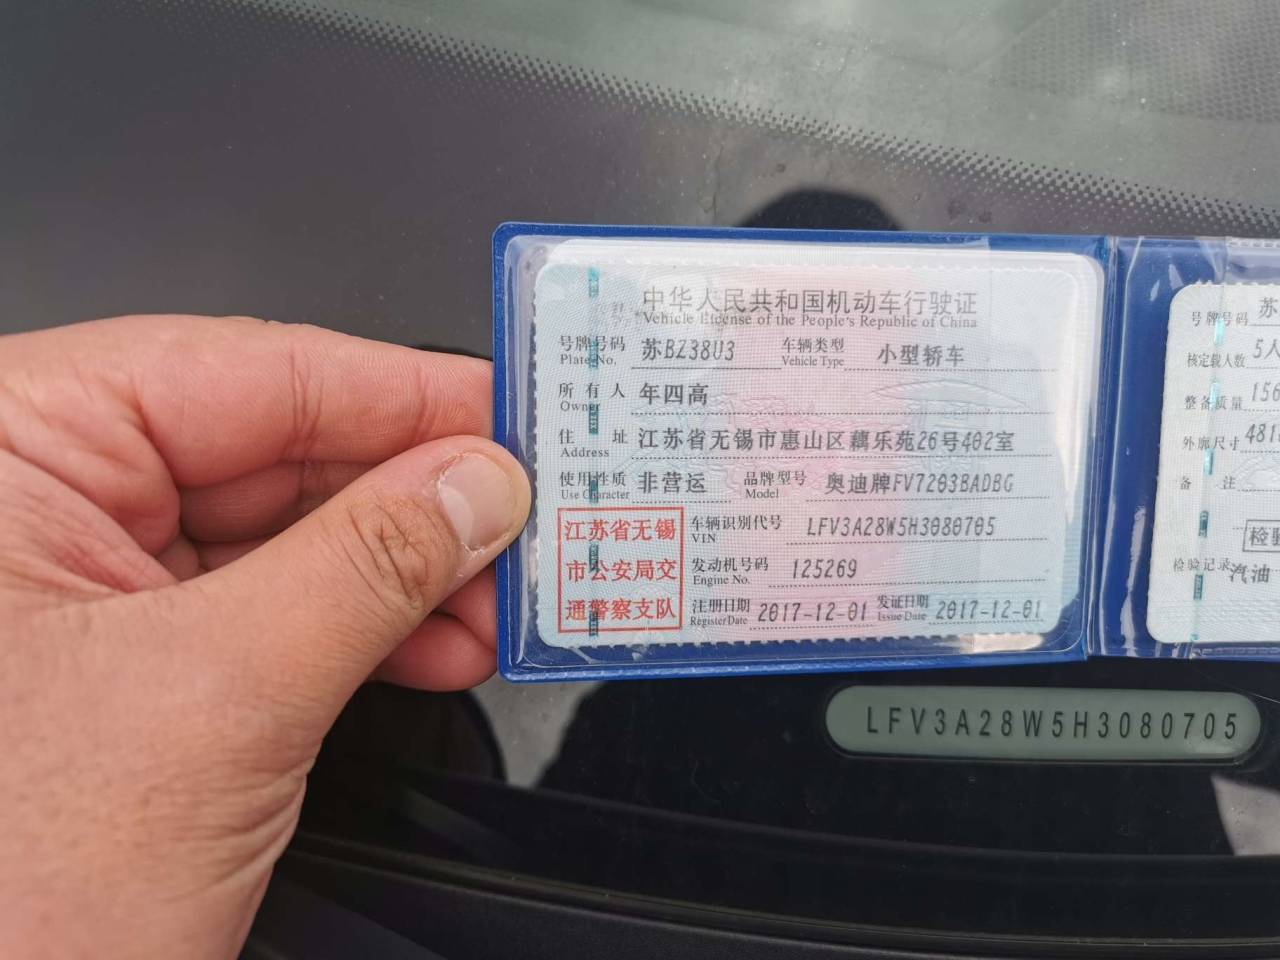 中华人民共和国机动车行驶证
Vehicle License of the People's Republic of China
号牌号码 苏BZ38U3 车辆类型 小型轿车
Plate No. Vehicle Type
所有人 年四高
Owner
住址 江苏省无锡市惠山区藕乐苑26号402室
Address
使用性质 非营运 品牌型号 奥迪牌FV7203BADBG
Use Character Model
江苏省无锡
市公安局交
通警察支队
车辆识别代号 LFV3A28W5H3080705
VIN
发动机号码 125269
Engine No.
注册日期 2017-12-01 发证日期 2017-12-01
Register Date Issue Date
号牌号码 苏
核定载人数 5人
整备质量 156
外廓尺寸 481
备注
检验
检验记录 汽油
LFV3A28W5H3080705